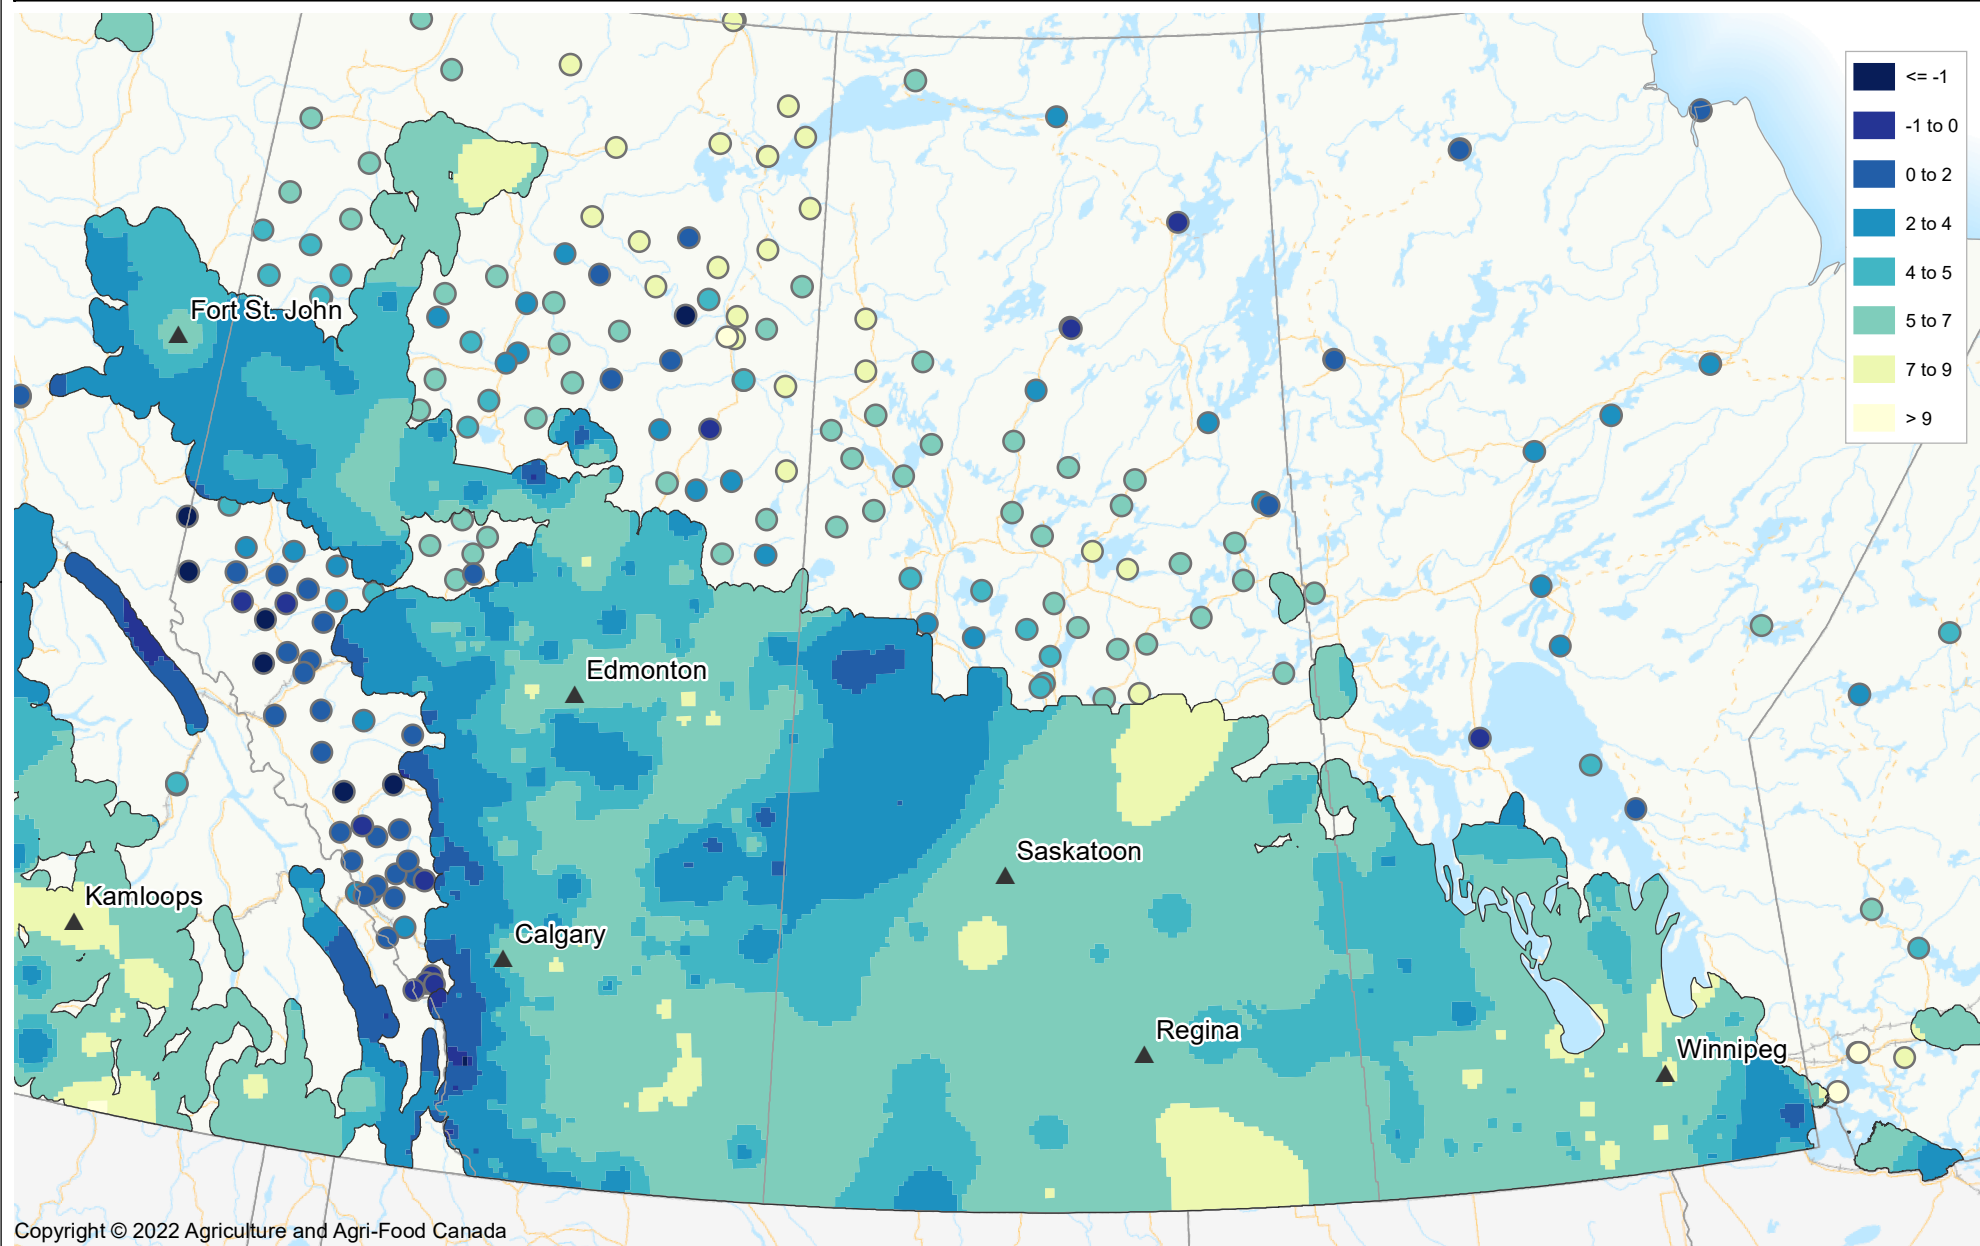 <= -1
-1 to 0
0 to 2
2 to 4
4 to 5
5 to 7
7 to 9
> 9
Fort St. John
Edmonton
Saskatoon
Kamloops
Calgary
Regina
Winnipeg
Copyright © 2022 Agriculture and Agri-Food Canada